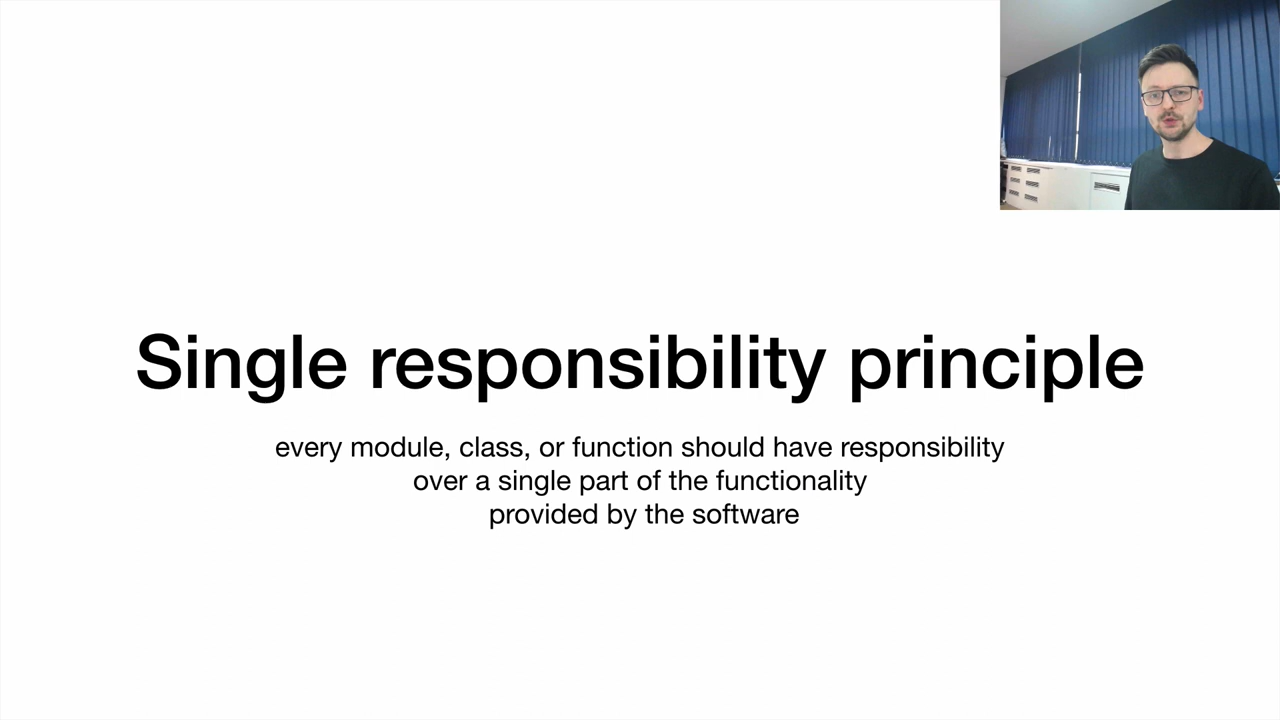 Single responsibility principle
every module, class, or function should have responsibility
over a single part of the functionality
provided by the software